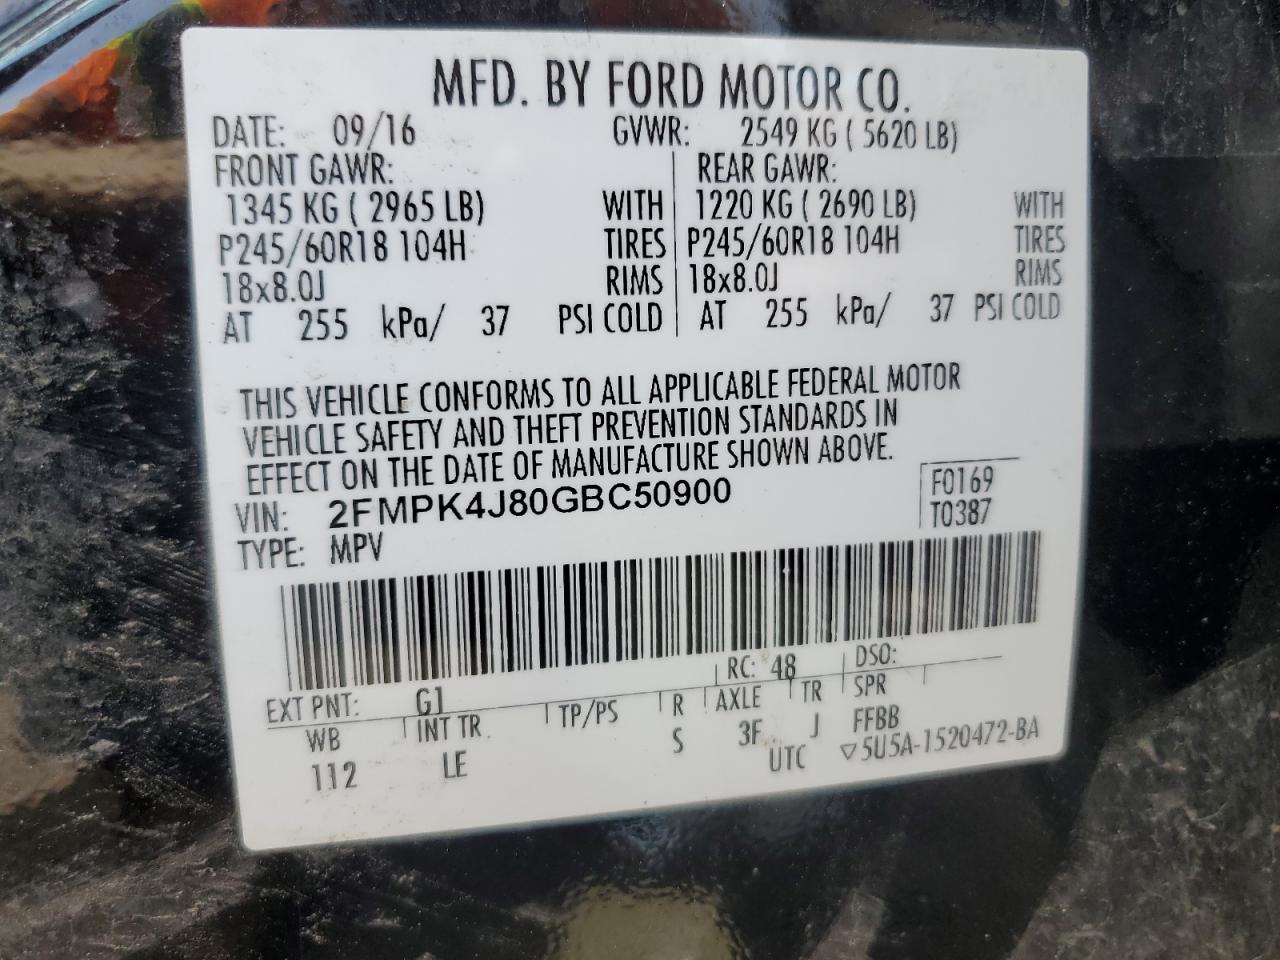 MFD. BY FORD MOTOR CO.
DATE: 09/16 GVWR: 2549 KG ( 5620 LB)
FRONT GAWR: REAR GAWR:
1345 KG ( 2965 LB) WITH 1220 KG ( 2690 LB) WITH
P245/60R18 104H TIRES P245/60R18 104H TIRES
18x8.0J RIMS 18x8.0J RIMS
AT 255 kPa/ 37 PSI COLD AT 255 kPa/ 37 PSI COLD
THIS VEHICLE CONFORMS TO ALL APPLICABLE FEDERAL MOTOR
VEHICLE SAFETY AND THEFT PREVENTION STANDARDS IN
EFFECT ON THE DATE OF MANUFACTURE SHOWN ABOVE.
VIN: 2FMPK4J80GBC50900 F0169
TYPE: MPV T0387
EXT PNT: G1 RC: 48 DSO:
WB INT TR TP/PS R AXLE TR SPR
112 LE S 3F J FFBB
UTC ▽5U5A-1520472-BA